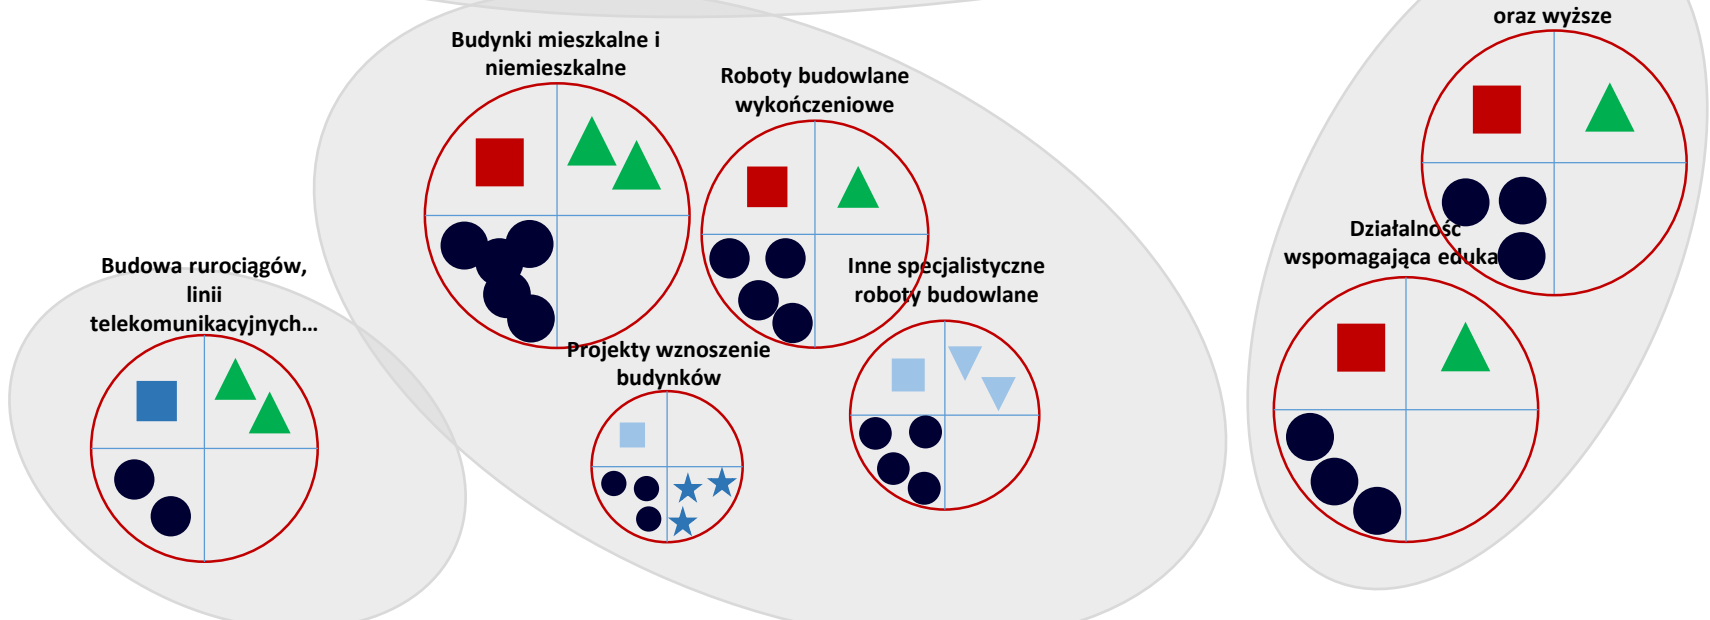 oraz wyższe
Budynki mieszkalne i
niemieszkalne
Roboty budowlane
wykończeniowe
Działalność
wspomagająca eduka
Budowa rurociągów,
linii
telekomunikacyjnych...
Inne specjalistyczne
roboty budowlane
Projekty wznoszenie
budynków